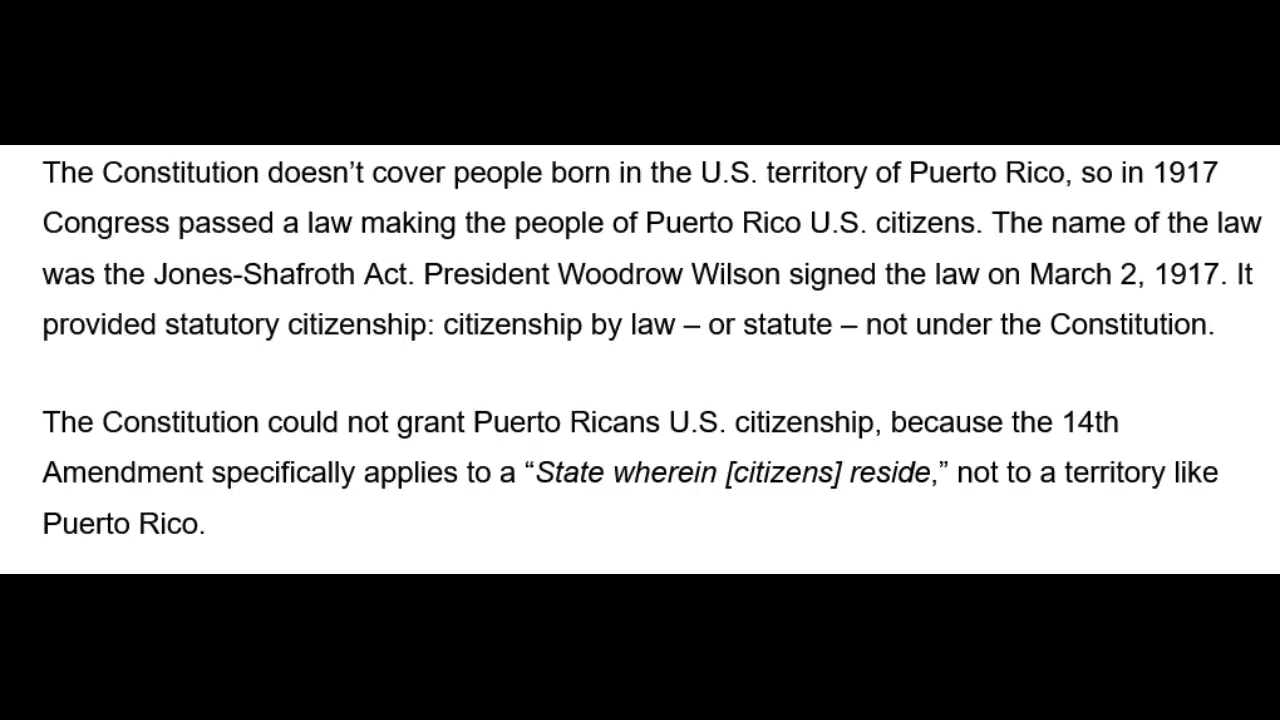 The Constitution doesn’t cover people born in the U.S. territory of Puerto Rico, so in 1917
Congress passed a law making the people of Puerto Rico U.S. citizens. The name of the law
was the Jones-Shafroth Act. President Woodrow Wilson signed the law on March 2, 1917. It
provided statutory citizenship: citizenship by law – or statute – not under the Constitution.
The Constitution could not grant Puerto Ricans U.S. citizenship, because the 14th
Amendment specifically applies to a “State wherein [citizens] reside,” not to a territory like
Puerto Rico.